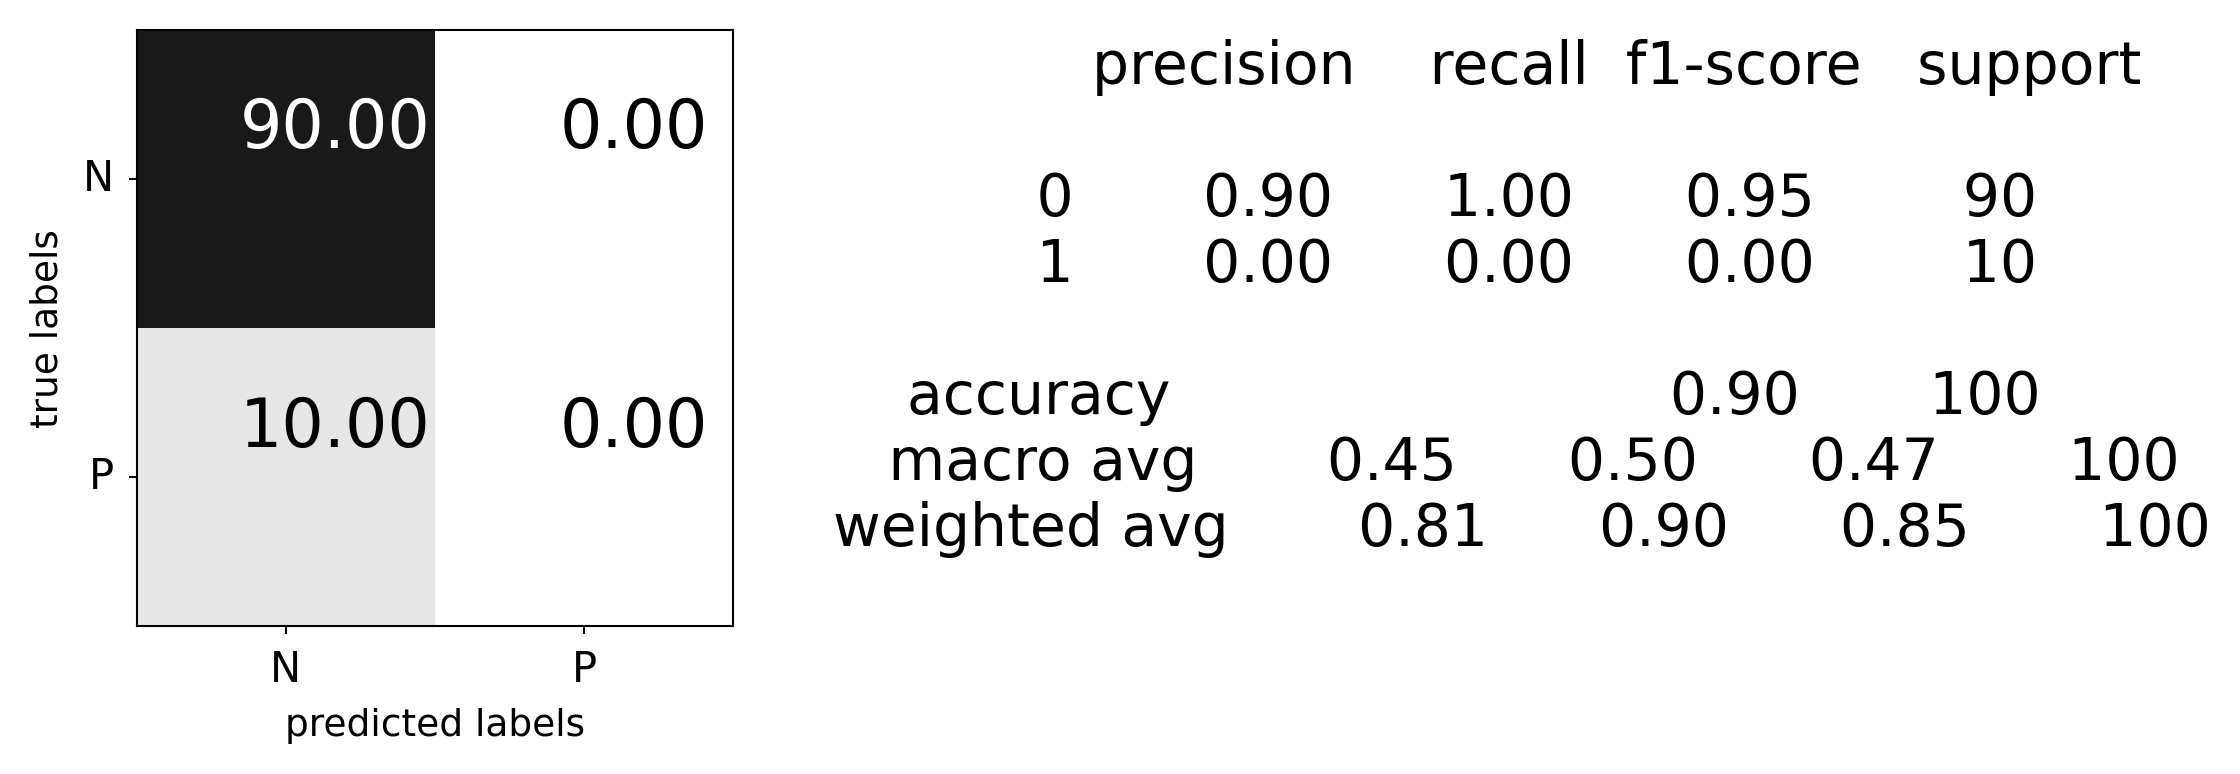 90.00 0.00
N
true labels
10.00 0.00
P
N P
predicted labels
precision recall f1-score support
0 0.90 1.00 0.95 90
1 0.00 0.00 0.00 10
accuracy 0.90 100
macro avg 0.45 0.50 0.47 100
weighted avg 0.81 0.90 0.85 100